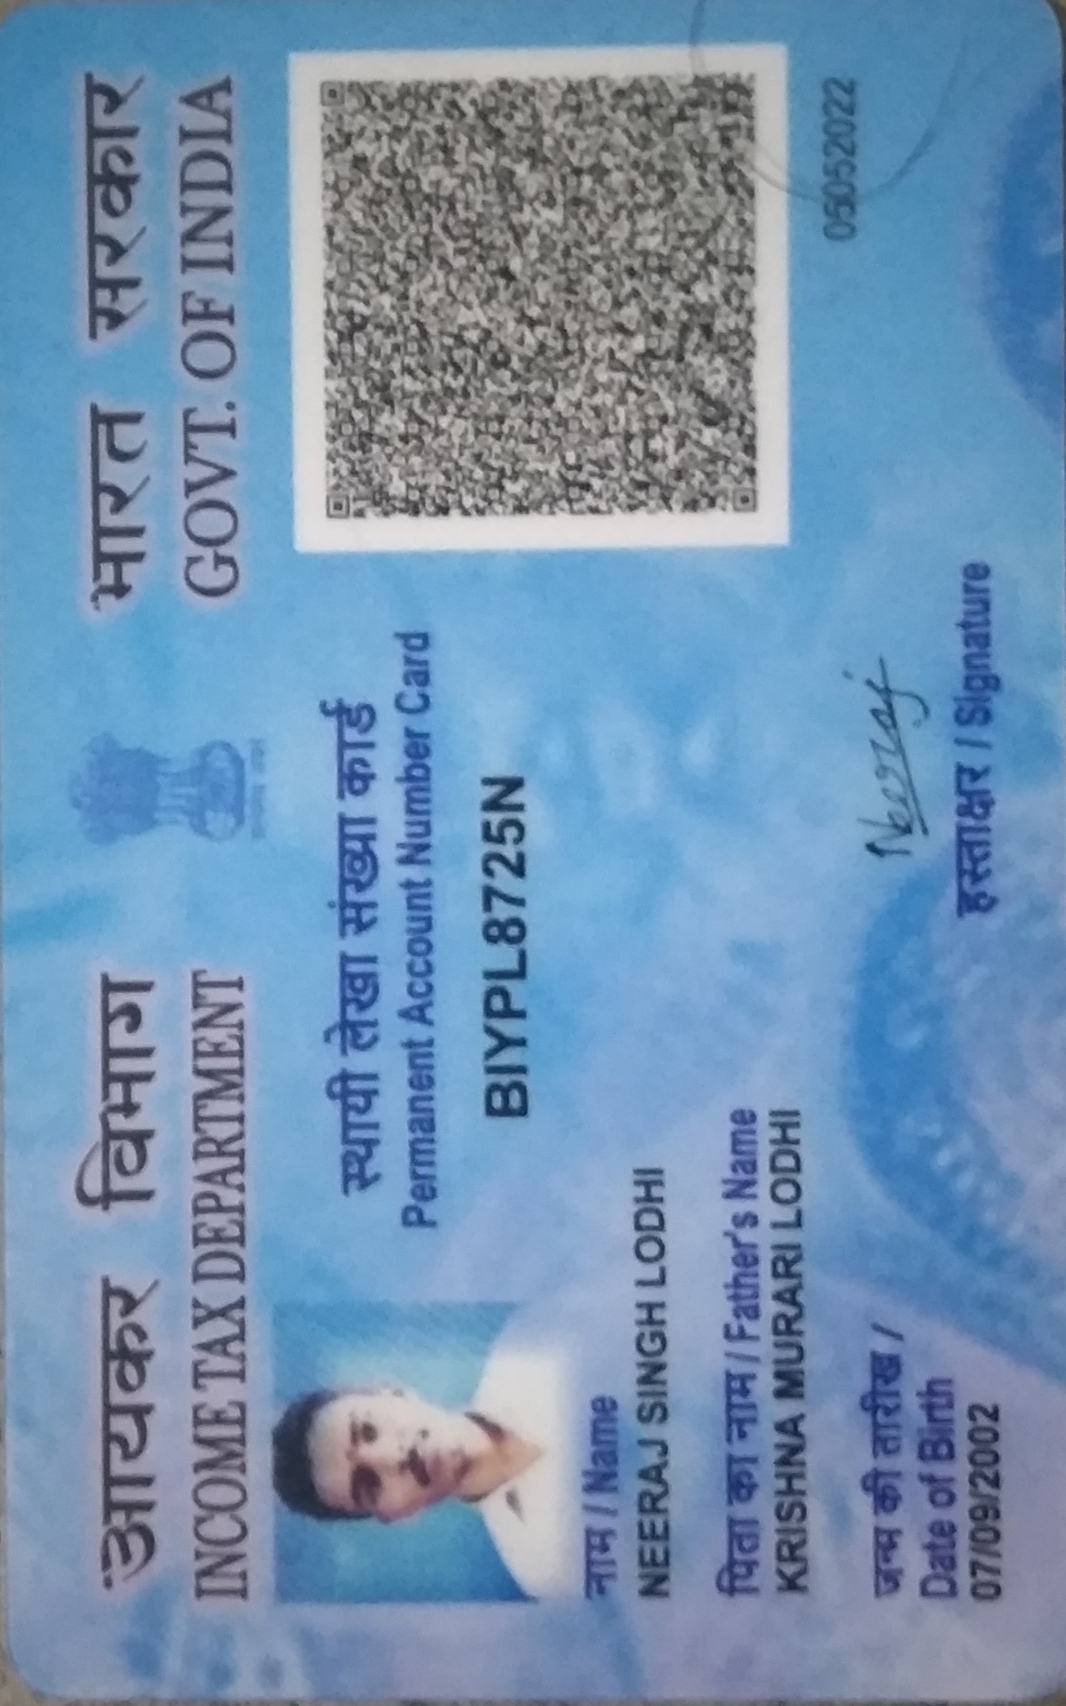 आयकर विभाग
INCOME TAX DEPARTMENT
भारत सरकार
GOVT. OF INDIA
स्थायी लेखा संख्या कार्ड
Permanent Account Number Card
BIYPL8725N
नाम / Name
NEERAJ SINGH LODHI
पिता का नाम / Father's Name
KRISHNA MURARI LODHI
जन्म की तारीख /
Date of Birth
07/09/2002
Neeraj
हस्ताक्षर / Signature
05052022